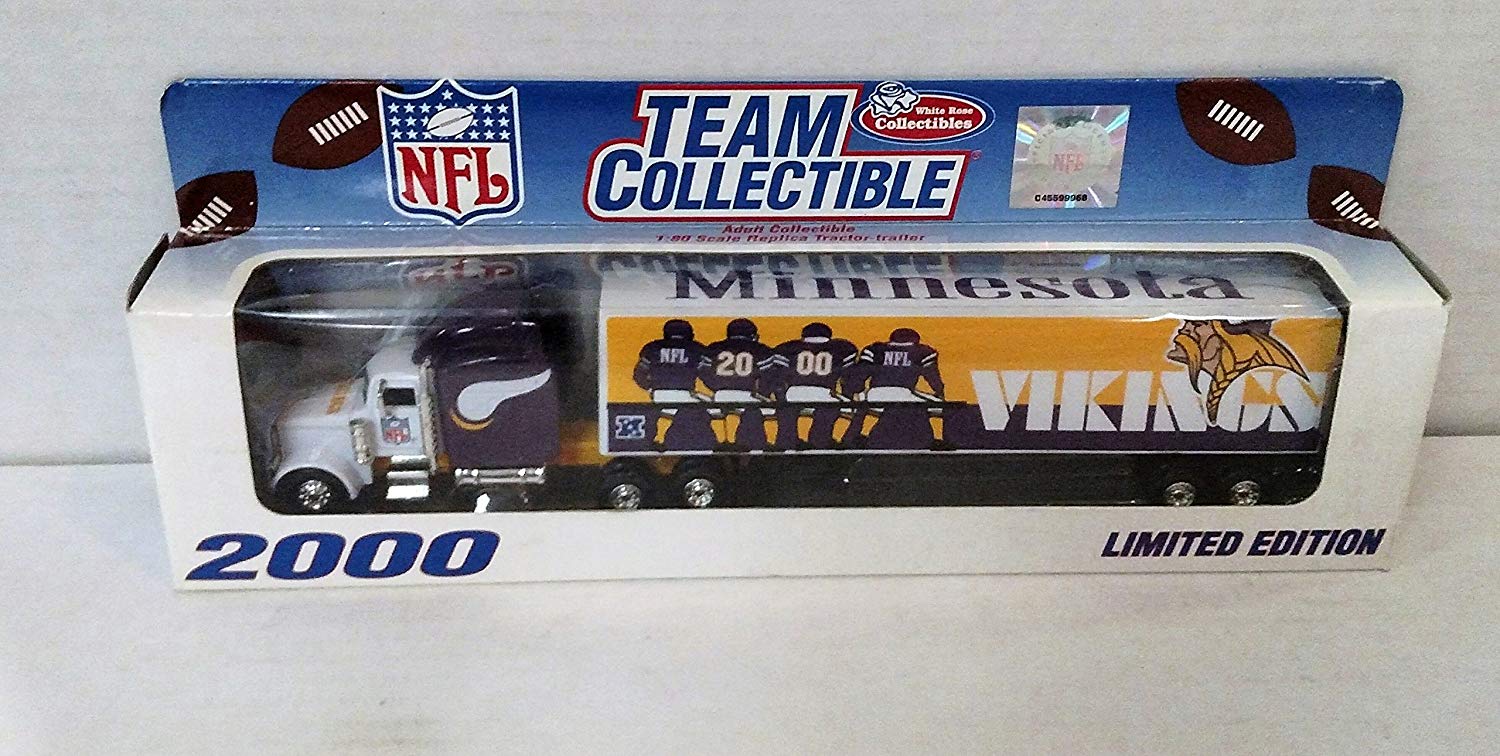 NFL
TEAM
COLLECTIBLE
White Rose
Collectibles
NFL
C45599968
Adult Collectible
1:80 Scale Replica Tractor-trailer
Minnesota
NFL 20 00 NFL
VIKINGS
NFL
2000
LIMITED EDITION